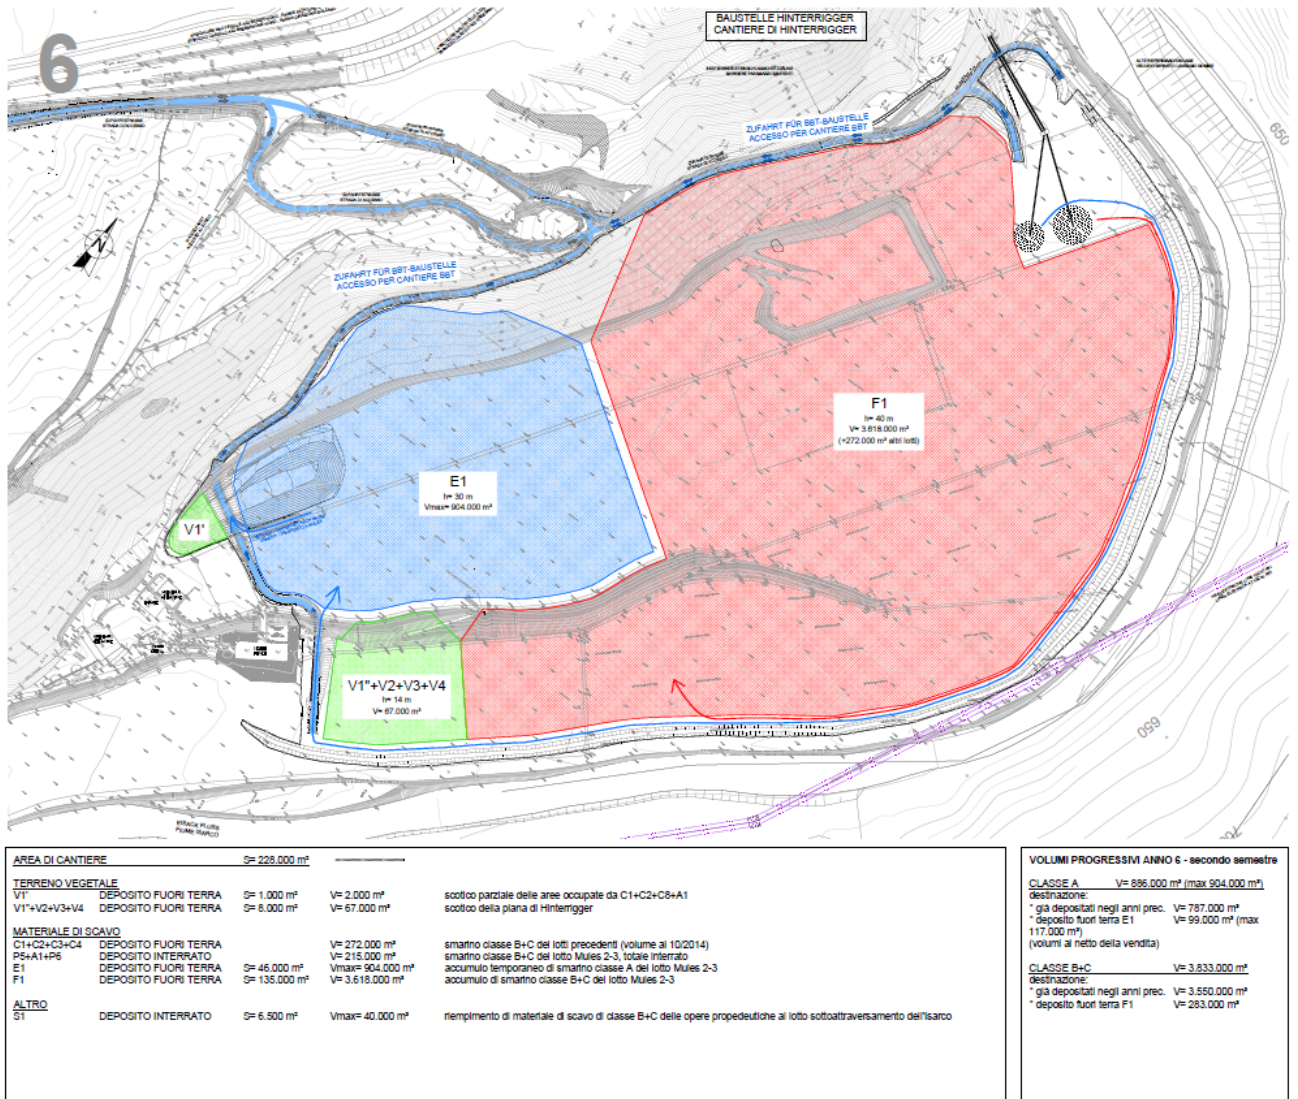 6
BAUSTELLE HINTERRIGGER
CANTIERE DI HINTERRIGGER
ZUFAHRT FÜR BBT-BAUSTELLE
ACCESSO PER CANTIERE BBT
ZUFAHRT FÜR BBT-BAUSTELLE
ACCESSO PER CANTIERE BBT
650
F1
h= 40 m
V= 3.618.000 m³
(+272.000 m³ altri lotti)
E1
h= 30 m
Vmax= 904.000 m³
V1'
V1"+V2+V3+V4
h= 14 m
V= 67.000 m³
650
EISACK FLUSS
FIUME ISARCO
AREA DI CANTIERE S= 228.000 m²
TERRENO VEGETALE
V1' DEPOSITO FUORI TERRA S= 1.000 m² V= 2.000 m³ scotico parziale delle aree occupate da C1+C2+C8+A1
V1"+V2+V3+V4 DEPOSITO FUORI TERRA S= 8.000 m² V= 67.000 m³ scotico della piana di Hinterrigger
MATERIALE DI SCAVO
C1+C2+C3+C4 DEPOSITO FUORI TERRA V= 272.000 m³ smarino classe B+C dei lotti precedenti (volume al 10/2014)
P5+A1+P6 DEPOSITO INTERRATO V= 215.000 m³ smarino classe B+C del lotto Mules 2-3, totale interrato
E1 DEPOSITO FUORI TERRA S= 46.000 m² Vmax= 904.000 m³ accumulo temporaneo di smarino classe A del lotto Mules 2-3
F1 DEPOSITO FUORI TERRA S= 135.000 m² V= 3.618.000 m³ accumulo di smarino classe B+C del lotto Mules 2-3
ALTRO
S1 DEPOSITO INTERRATO S= 6.500 m² Vmax= 40.000 m³ riempimento di materiale di scavo di classe B+C delle opere propedeutiche al lotto sottoattraversamento dell'Isarco
VOLUMI PROGRESSIVI ANNO 6 - secondo semestre
CLASSE A V= 886.000 m³ (max 904.000 m³)
destinazione:
* già depositati negli anni prec. V= 787.000 m³
* deposito fuori terra E1 V= 99.000 m³ (max
117.000 m³)
(volumi al netto della vendita)
CLASSE B+C V= 3.833.000 m³
destinazione:
* già depositati negli anni prec. V= 3.550.000 m³
* deposito fuori terra F1 V= 283.000 m³